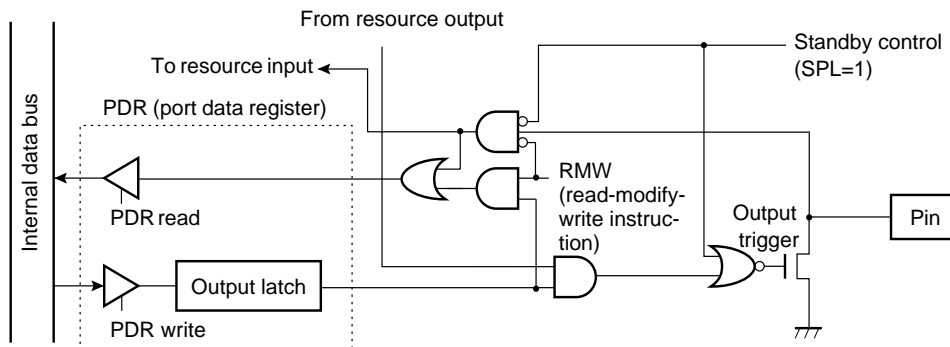 From resource output
Standby control
(SPL=1)
To resource input
PDR (port data register)
Internal data bus
RMW
(read-modify-
write instruc-
tion)
PDR read
Output
trigger
Pin
Output latch
PDR write